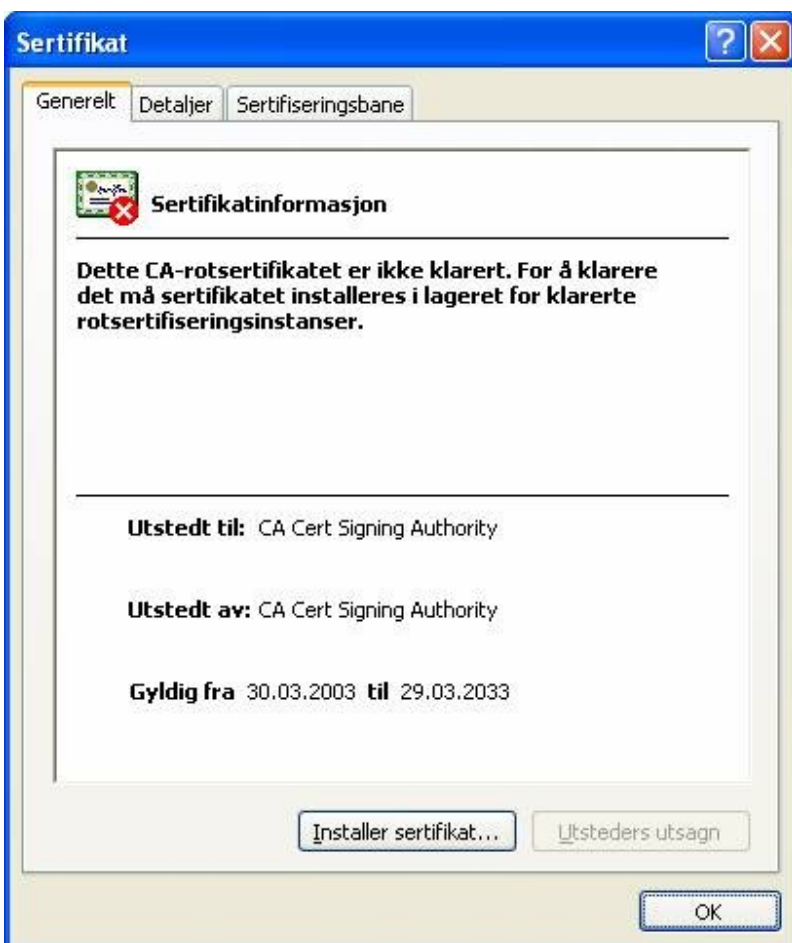 Sertifikat
Generelt Detaljer Sertifiseringsbane
Sertifikatinformasjon
Dette CA-rotsertifikatet er ikke klarert. For å klarere
det må sertifikatet installeres i lageret for klarerte
rotsertifiseringsinstanser.
Utstedt til: CA Cert Signing Authority
Utstedt av: CA Cert Signing Authority
Gyldig fra 30.03.2003 til 29.03.2033
Installer sertifikat... Utsteders utsagn
OK